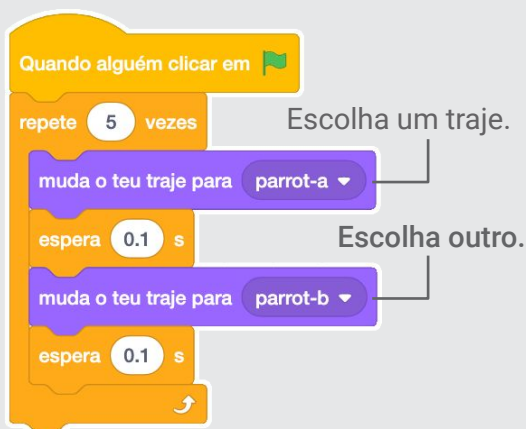 Quando alguém clicar em
repete 5 vezes
Escolha um traje.
muda o teu traje para parrot-a
espera 0.1 s
Escolha outro.
muda o teu traje para parrot-b
espera 0.1 s